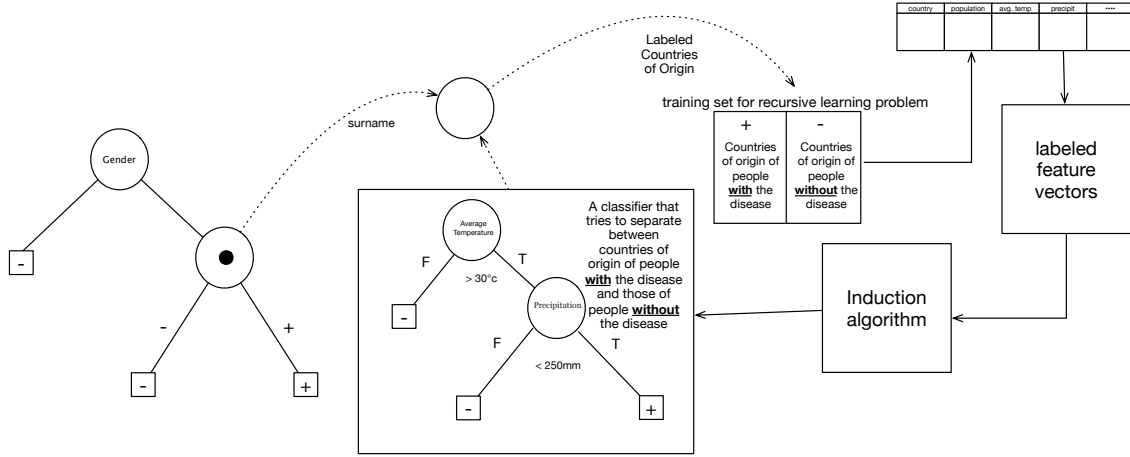 country population avg. temp precipit ....
Labeled
Countries
of Origin
surname
training set for recursive learning problem
+ -
Countries
of origin of
people
with the
disease
Countries
of origin of
people
without the
disease
labeled
feature
vectors
Gender
-
- +
-
+
Average
Temperature
F T
> 30°c
-
Precipitation
F T
< 250mm
-
+
A classifier that
tries to separate
between
countries of
origin of people
with the disease
and those of
people without
the disease
Induction
algorithm